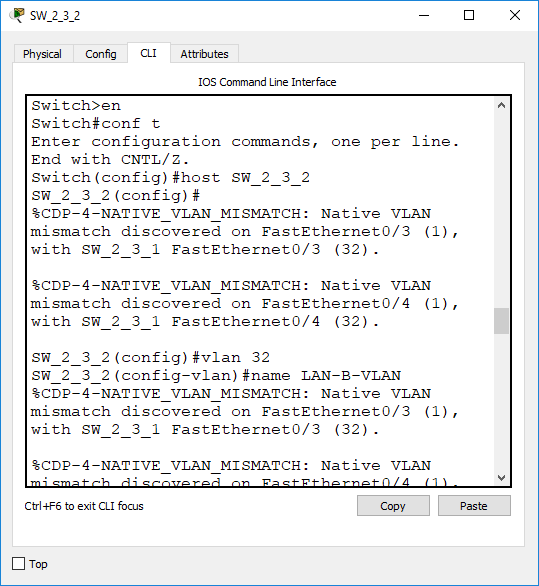 SW_2_3_2
Physical Config CLI Attributes
IOS Command Line Interface
Switch>en
Switch#conf t
Enter configuration commands, one per line.
End with CNTL/Z.
Switch(config)#host SW_2_3_2
SW_2_3_2(config)#
%CDP-4-NATIVE_VLAN_MISMATCH: Native VLAN
mismatch discovered on FastEthernet0/3 (1),
with SW_2_3_1 FastEthernet0/3 (32).
%CDP-4-NATIVE_VLAN_MISMATCH: Native VLAN
mismatch discovered on FastEthernet0/4 (1),
with SW_2_3_1 FastEthernet0/4 (32).
SW_2_3_2(config)#vlan 32
SW_2_3_2(config-vlan)#name LAN-B-VLAN
%CDP-4-NATIVE_VLAN_MISMATCH: Native VLAN
mismatch discovered on FastEthernet0/3 (1),
with SW_2_3_1 FastEthernet0/3 (32).
%CDP-4-NATIVE_VLAN_MISMATCH: Native VLAN
mismatch discovered on FastEthernet0/4 (1),
Ctrl+F6 to exit CLI focus
Copy Paste
Top